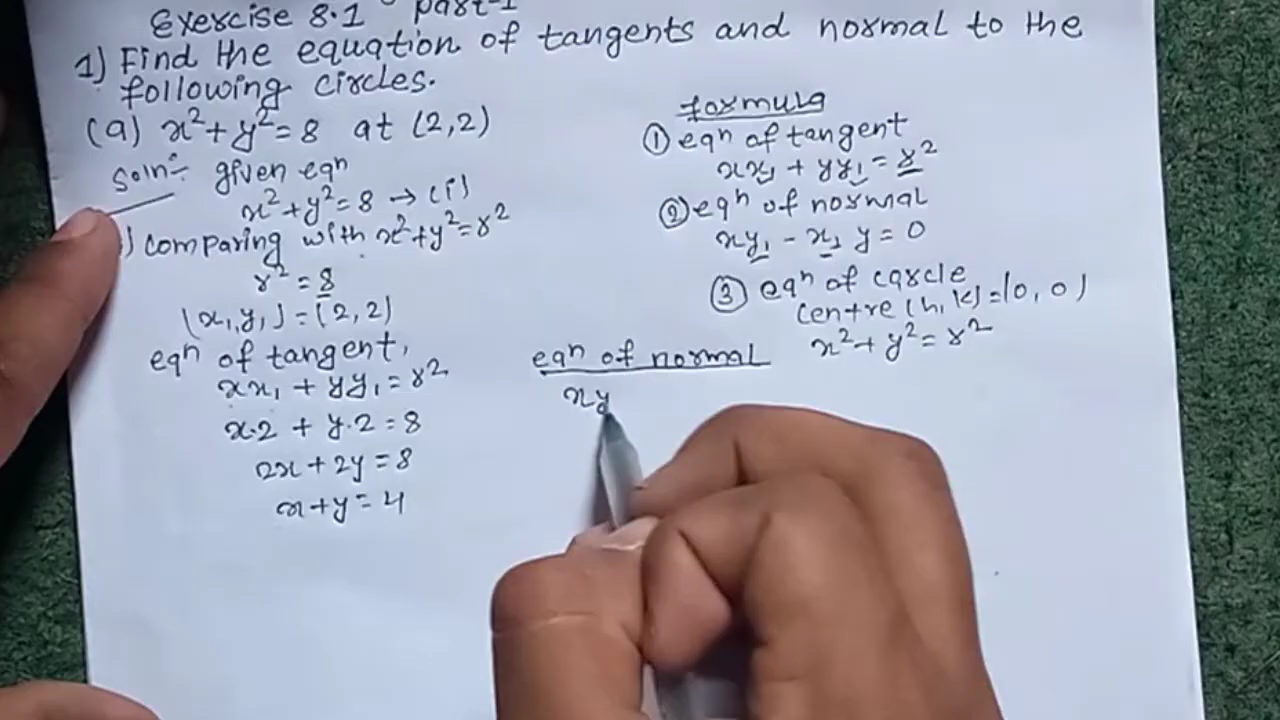 Exercise 8.1 part-1
1) Find the equation of tangents and normal to the
following circles.
(a) x²+y²=8 at (2,2)
Soln:- given eqⁿ
x²+y²=8 → (i)
) comparing with x²+y²=r²
r²=8
(x₁,y₁)=(2,2)
eqⁿ of tangent,
xx₁ + yy₁ = r²
x.2 + y.2 = 8
2x + 2y = 8
x+y = 4
formula
① eqⁿ of tangent
xx₁ + yy₁ = r²
② eqⁿ of normal
xy₁ - x₁ y = 0
③ eqⁿ of carcle
centre (h, k) = (0, 0)
x² + y² = r²
eqⁿ of normal
xy